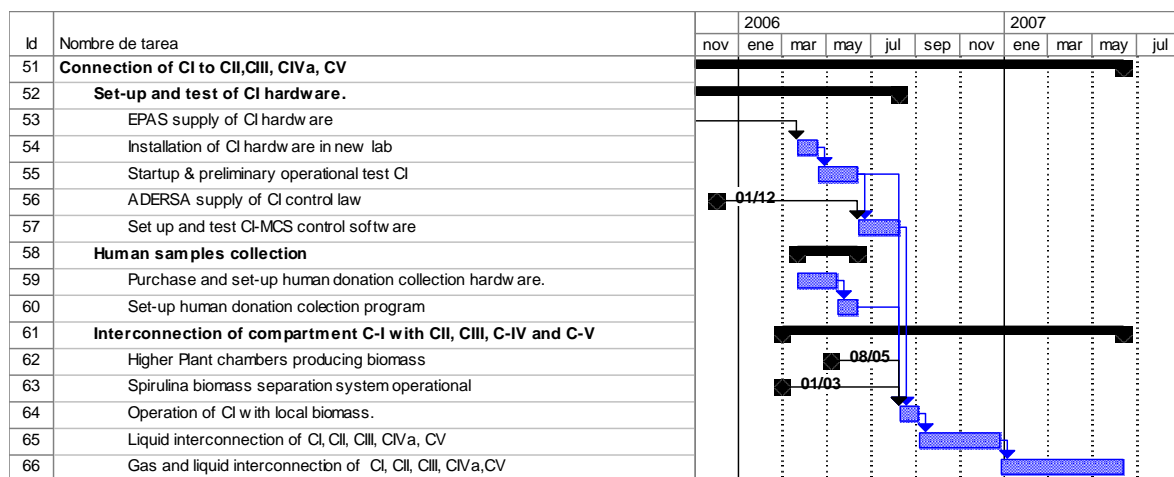 2006 2007
Id Nombre de tarea nov ene mar may jul sep nov ene mar may jul
51 Connection of CI to CII,CIII, CIVa, CV
52 Set-up and test of CI hardware.
53 EPAS supply of CI hardware
54 Installation of CI hardware in new lab
55 Startup & preliminary operational test CI
56 ADERSA supply of CI control law 01/12
57 Set up and test CI-MCS control software
58 Human samples collection
59 Purchase and set-up human donation collection hardware.
60 Set-up human donation colection program
61 Interconnection of compartment C-I with CII, CIII, C-IV and C-V
62 Higher Plant chambers producing biomass 08/05
63 Spirulina biomass separation system operational 01/03
64 Operation of CI with local biomass.
65 Liquid interconnection of CI, CII, CIII, CIVa, CV
66 Gas and liquid interconnection of CI, CII, CIII, CIVa,CV